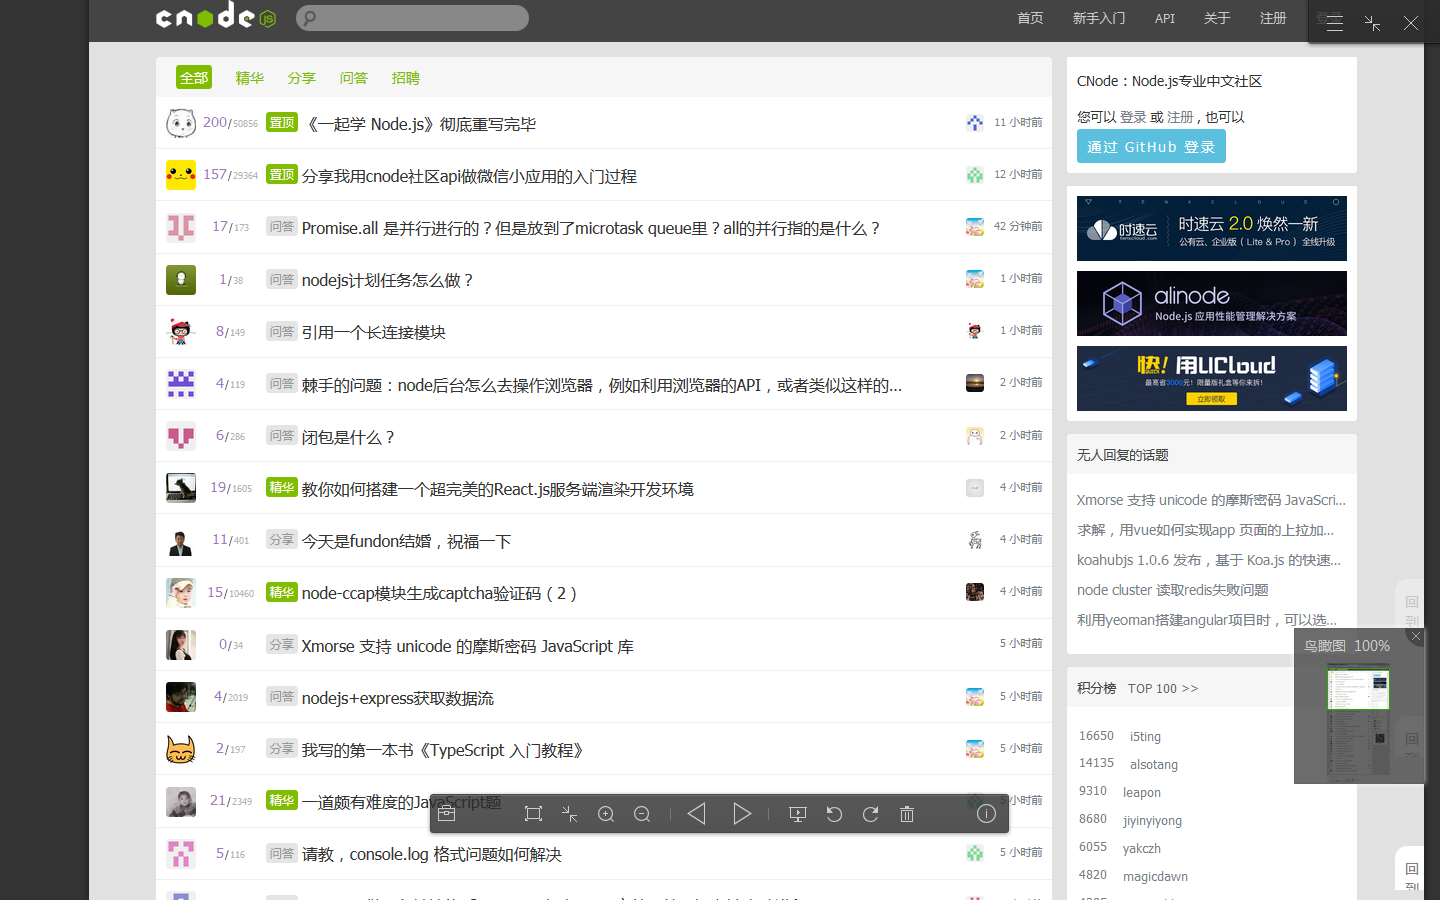 cnode JS
首页 新手入门 API 关于 注册 登录
全部 精华 分享 问答 招聘
200/50856 置顶 《一起学 Node.js》彻底重写完毕 11 小时前
157/29364 置顶 分享我用cnode社区api做微信小应用的入门过程 12 小时前
17/173 问答 Promise.all 是并行进行的？但是放到了microtask queue里？all的并行指的是什么？ 42 分钟前
1/38 问答 nodejs计划任务怎么做？ 1 小时前
8/149 问答 引用一个长连接模块 1 小时前
4/119 问答 棘手的问题：node后台怎么去操作浏览器，例如利用浏览器的API，或者类似这样的... 2 小时前
6/286 问答 闭包是什么？ 2 小时前
19/1605 精华 教你如何搭建一个超完美的React.js服务端渲染开发环境 4 小时前
11/401 分享 今天是fundon结婚，祝福一下 4 小时前
15/10460 精华 node-ccap模块生成captcha验证码（2） 4 小时前
0/34 分享 Xmorse 支持 unicode 的摩斯密码 JavaScript 库 5 小时前
4/2019 问答 nodejs+express获取数据流 5 小时前
2/197 分享 我写的第一本书《TypeScript 入门教程》 5 小时前
21/2349 精华 一道颇有难度的JavaScript题 5 小时前
5/116 问答 请教，console.log 格式问题如何解决 5 小时前
CNode：Node.js专业中文社区
您可以 登录 或 注册 , 也可以
通过 GitHub 登录
TENXCLOUD
时速云 tenxcloud.com
时速云 2.0 焕然一新
公有云、企业版（ Lite & Pro ） 全线升级
alinode
Node.js 应用性能管理解决方案
快！用UCloud
最高省3000元！限量版礼盒等你来拆！
立即领取
无人回复的话题
Xmorse 支持 unicode 的摩斯密码 JavaScri...
求解，用vue如何实现app 页面的上拉加...
koahubjs 1.0.6 发布，基于 Koa.js 的快速...
node cluster 读取redis失败问题
利用yeoman搭建angular项目时，可以选...
积分榜 TOP 100 >>
16650 i5ting
14135 alsotang
9310 leapon
8680 jiyinyiyong
6055 yakczh
4820 magicdawn
回到
鸟瞰图 100%
回
回到